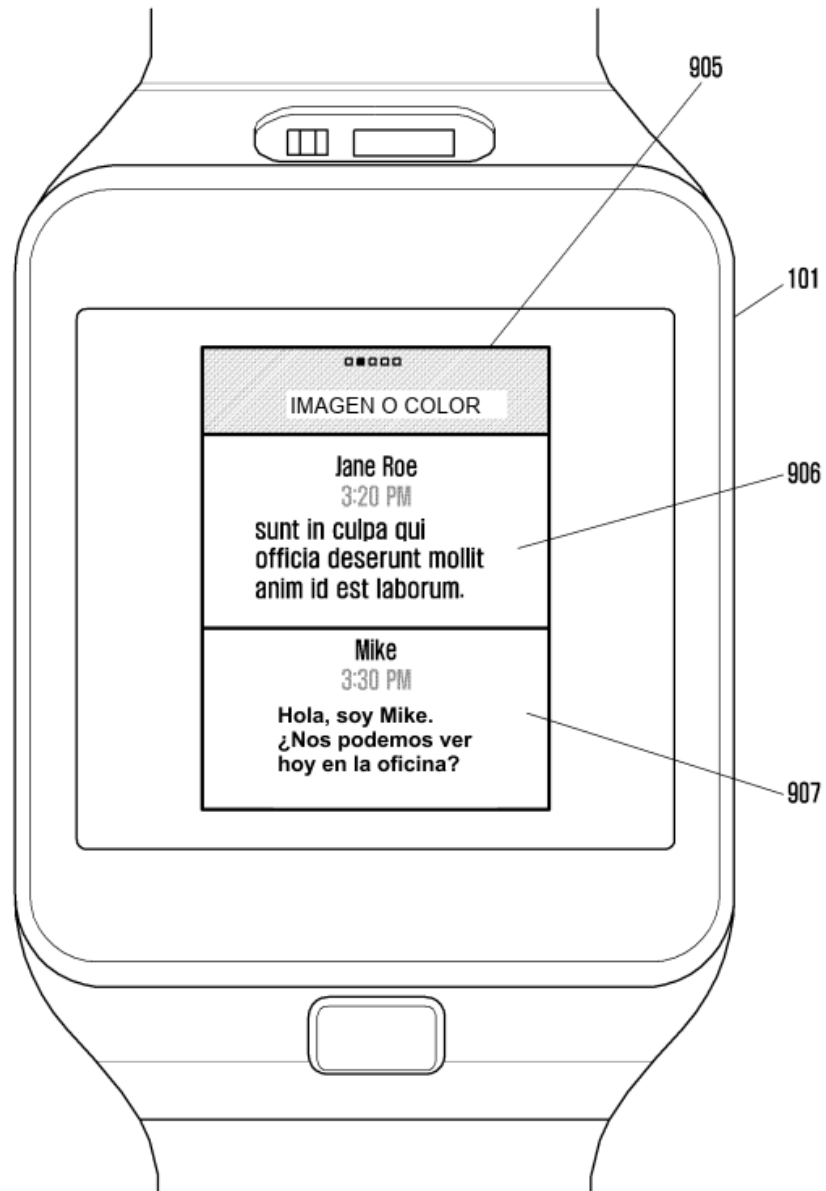 905
101
IMAGEN O COLOR
Jane Roe
3:20 PM
906
sunt in culpa qui
officia deserunt mollit
anim id est laborum.
Mike
3:30 PM
Hola, soy Mike.
¿Nos podemos ver
hoy en la oficina?
907